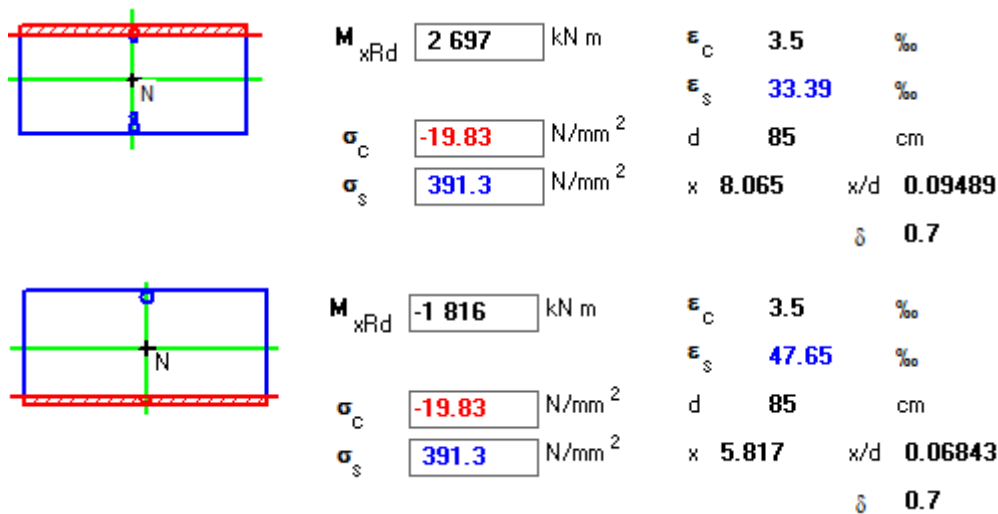 M xRd 2 697 kN m ε c 3.5 ‰
N
ε s 33.39 ‰
σ c -19.83 N/mm 2 d 85 cm
σ s 391.3 N/mm 2 x 8.065 x/d 0.09489
δ 0.7
M xRd -1 816 kN m ε c 3.5 ‰
N
ε s 47.65 ‰
σ c -19.83 N/mm 2 d 85 cm
σ s 391.3 N/mm 2 x 5.817 x/d 0.06843
δ 0.7